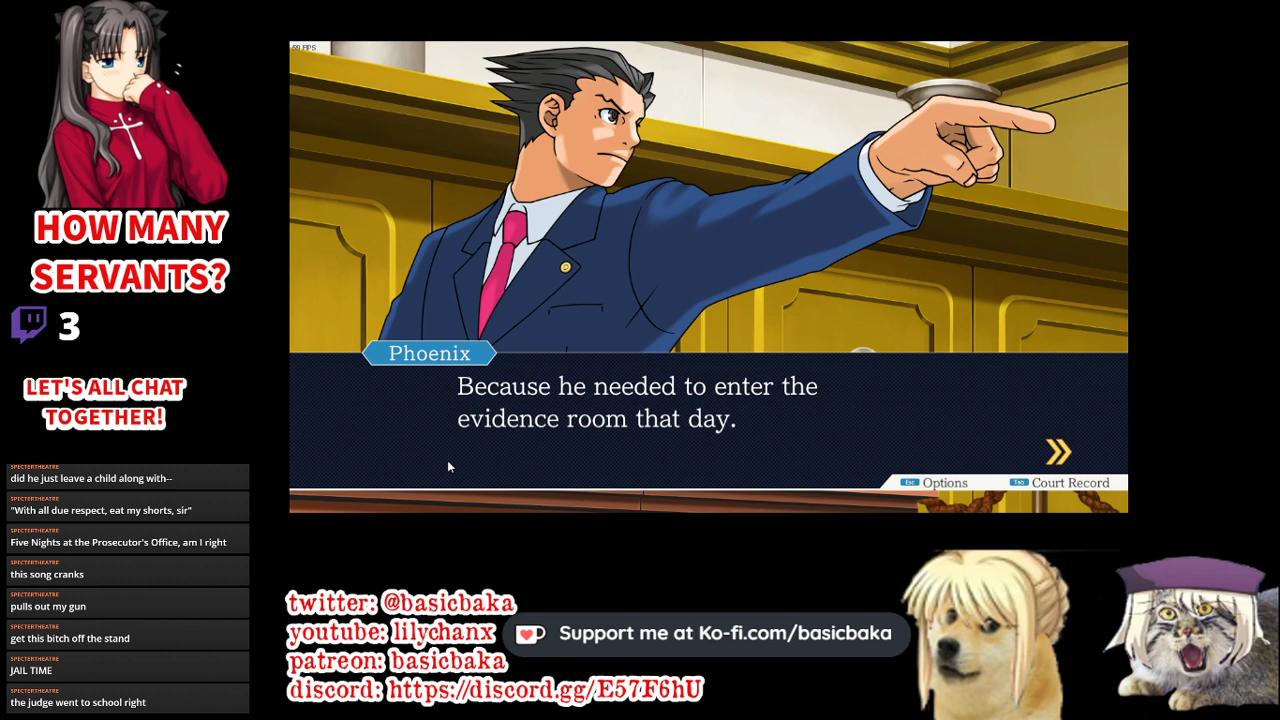 HOW MANY
SERVANTS?
3
LET'S ALL CHAT
TOGETHER!
SPECTERTHEATRE
did he just leave a child along with--
SPECTERTHEATRE
"With all due respect, eat my shorts, sir"
SPECTERTHEATRE
Five Nights at the Prosecutor's Office, am I right
SPECTERTHEATRE
this song cranks
SPECTERTHEATRE
pulls out my gun
SPECTERTHEATRE
get this bitch off the stand
SPECTERTHEATRE
JAIL TIME
SPECTERTHEATRE
the judge went to school right
59 FPS
Phoenix
Because he needed to enter the
evidence room that day.
Esc Options
Tab Court Record
twitter: @basicbaka
youtube: lilychanx
patreon: basicbaka
discord: https://discord.gg/E57F6hU
Support me at Ko-fi.com/basicbaka